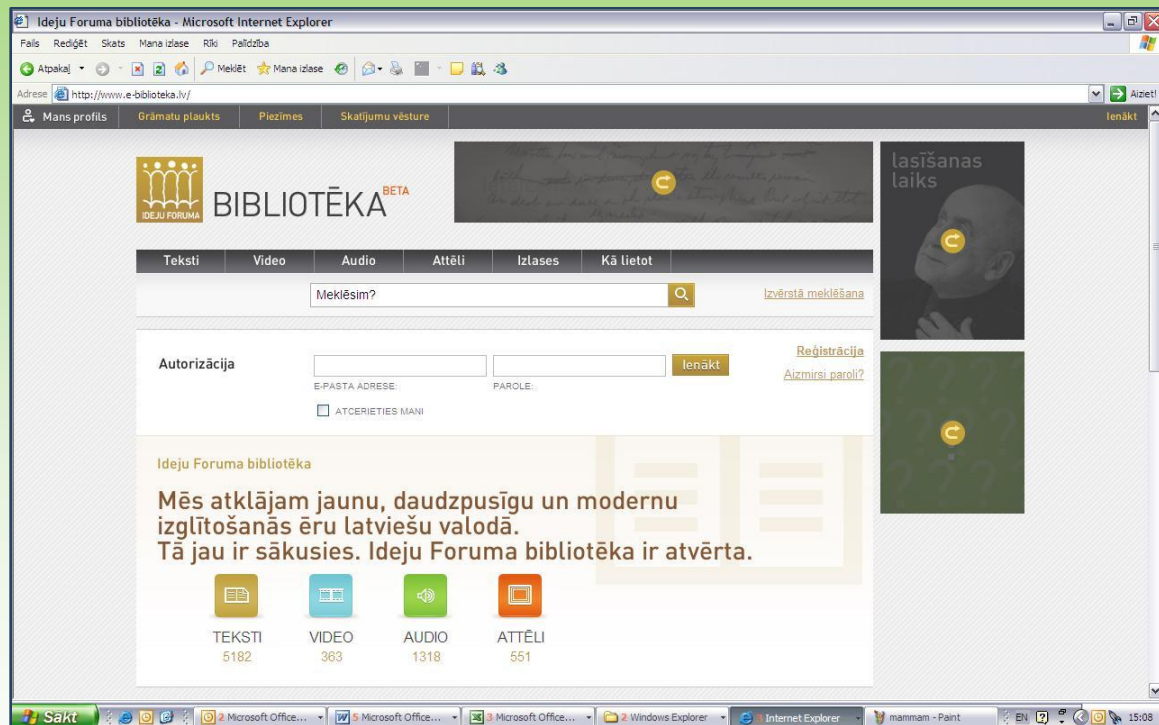 Ideju Foruma bibliotēka - Microsoft Internet Explorer
Fails Rediģēt Skats Mana izlase Rīki Palīdzība
Atpakaļ Meklēt Mana izlase
Adrese http://www.e-biblioteka.lv/ Aiziet!
Mans profils Grāmatu plaukts Piezīmes Skatījumu vēsture Ienākt
IDEJU FORUMA
BIBLIOTĒKA BETA
lasīšanas
laiks
Teksti Video Audio Attēli Izlases Kā lietot
Meklēsim? Izvērstā meklēšana
Autorizācija Ienākt Reģistrācija
E-PASTA ADRESE: PAROLE: Aizmirsi paroli?
ATCERIETIES MANI
Ideju Foruma bibliotēka
Mēs atklājam jaunu, daudzpusīgu un modernu
izglītošanās ēru latviešu valodā.
Tā jau ir sākusies. Ideju Foruma bibliotēka ir atvērta.
TEKSTI VIDEO AUDIO ATTĒLI
5182 363 1318 551
Sākt 2 Microsoft Office... 5 Microsoft Office... 3 Microsoft Office... 2 Windows Explorer 3 Internet Explorer mammam - Paint EN 15:08